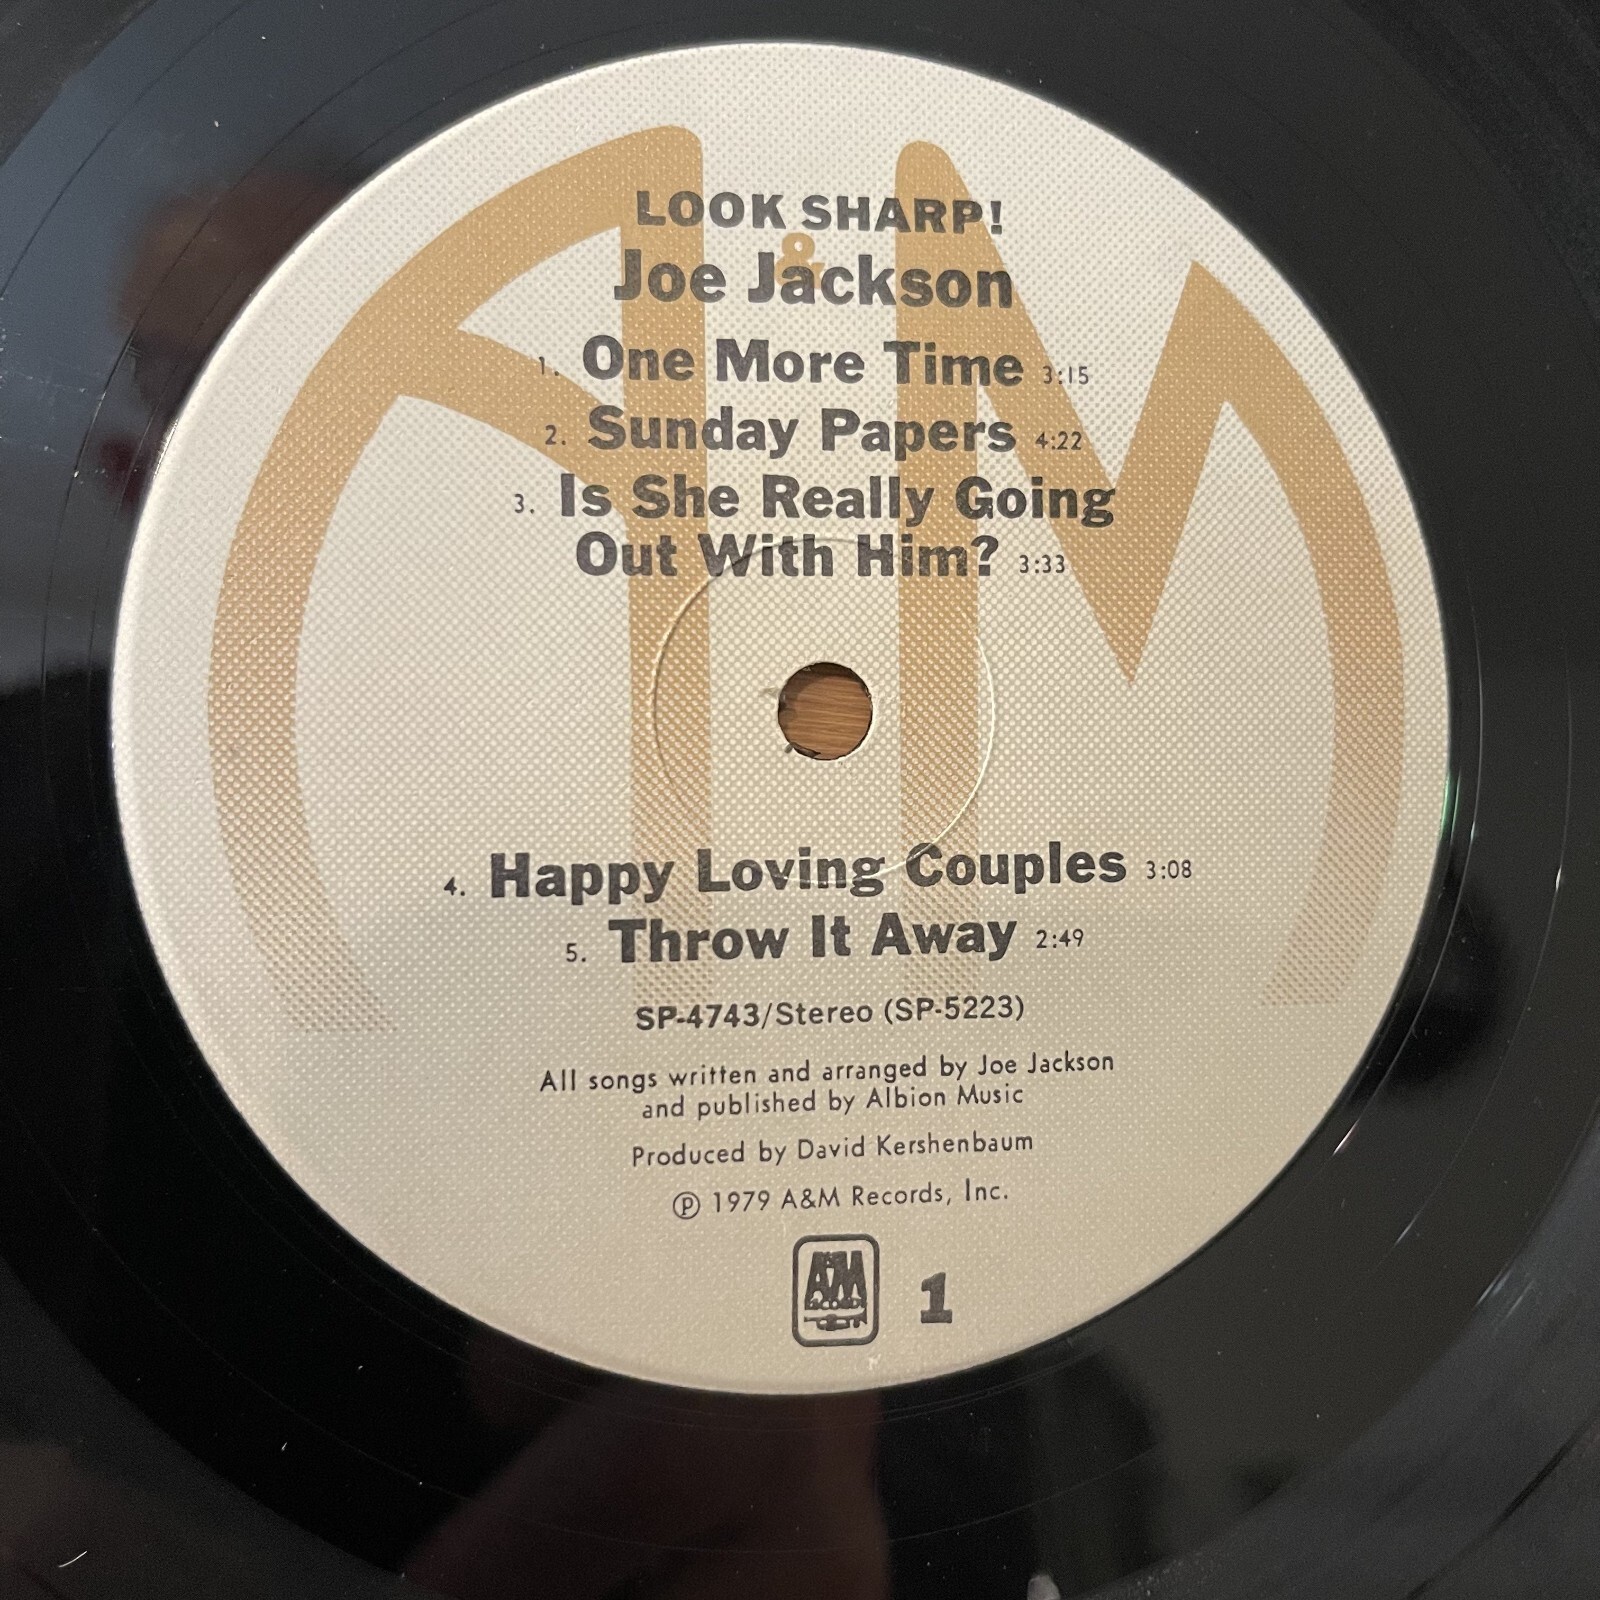 LOOK SHARP!
&
Joe Jackson
1. One More Time 3:15
2. Sunday Papers 4:22
3. Is She Really Going
Out With Him? 3:33
4. Happy Loving Couples 3:08
5. Throw It Away 2:49
SP-4743/Stereo (SP-5223)
All songs written and arranged by Joe Jackson
and published by Albion Music
Produced by David Kershenbaum
℗ 1979 A&M Records, Inc.
A&M
RECORDS
1